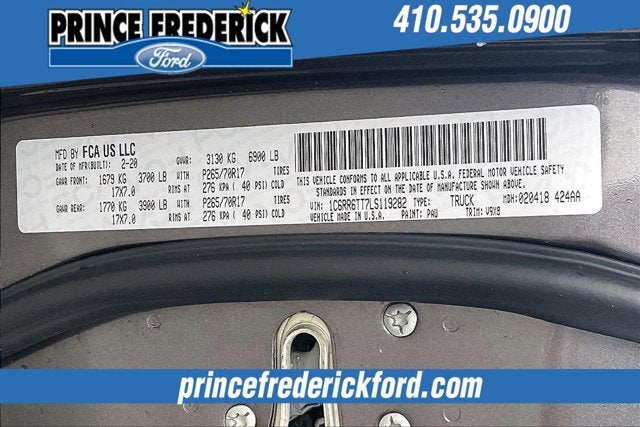 PRINCE FREDERICK
Ford
410.535.0900
MFD BY FCA US LLC
DATE OF MFR(BUILT): 2-20 GVWR: 3130 KG 6900 LB
GAWR FRONT: 1679 KG 3700 LB WITH P265/70R17 TIRES
17X7.0 RIMS AT 276 KPA ( 40 PSI) COLD
GAWR REAR: 1770 KG 3900 LB WITH P265/70R17 TIRES
17X7.0 RIMS AT 276 KPA ( 40 PSI) COLD
THIS VEHICLE CONFORMS TO ALL APPLICABLE U.S.A. FEDERAL MOTOR VEHICLE SAFETY
STANDARDS IN EFFECT ON THE DATE OF MANUFACTURE SHOWN ABOVE.
VIN: 1C6RR6TT7LS119282 TYPE: TRUCK MDH: 020418 424AA
MADE IN U.S.A. PAINT: PAU TRIM: V9X8
princefrederickford.com